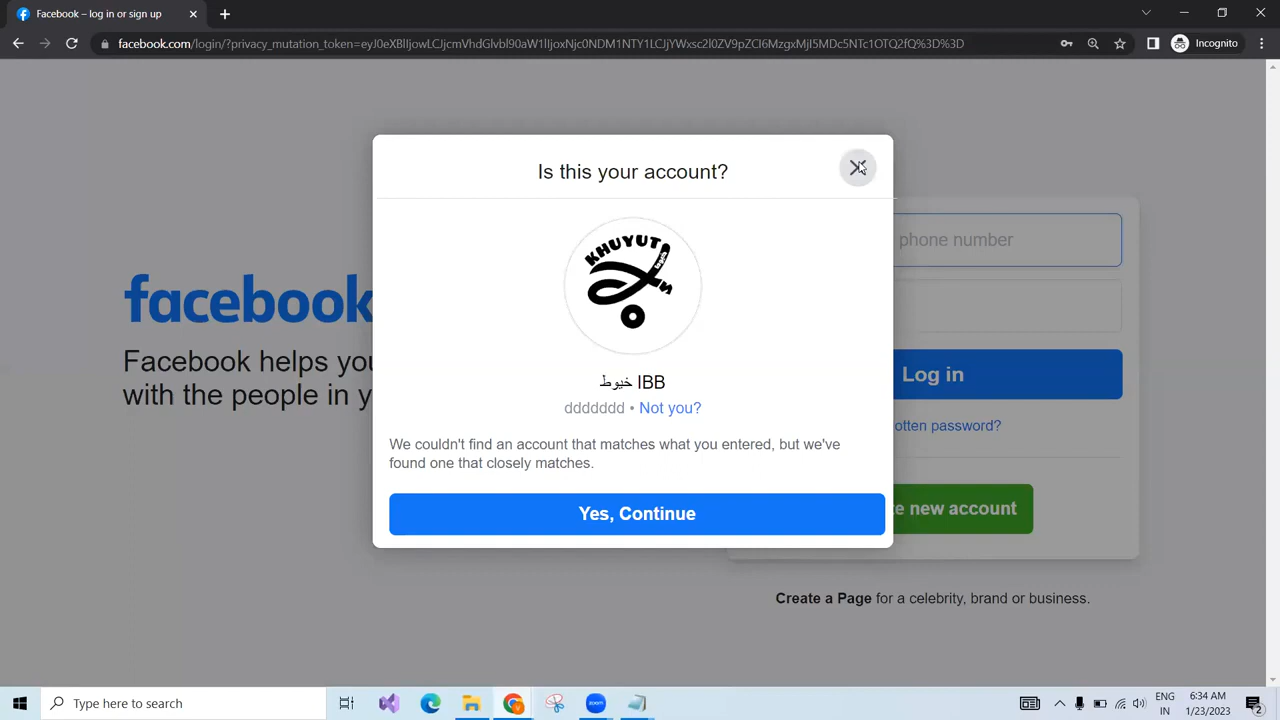 Facebook – log in or sign up
facebook.com/login/?privacy_mutation_token=eyJ0eXBlIjowLCJjcmVhdGlvbl90aW1lIjoxNjc0NDM1NTY1LCJjYWxsc2l0ZV9pZCI6MzgxMjI5MDc5NTc1OTQ2fQ%3D%3D
Incognito
Is this your account?
KHUYUT
خيوط IBB
ddddddd • Not you?
We couldn't find an account that matches what you entered, but we've
found one that closely matches.
Yes, Continue
facebook
Facebook helps you
with the people in y
phone number
Log in
otten password?
e new account
Create a Page for a celebrity, brand or business.
Type here to search
zoom
ENG
IN
6:34 AM
1/23/2023
2